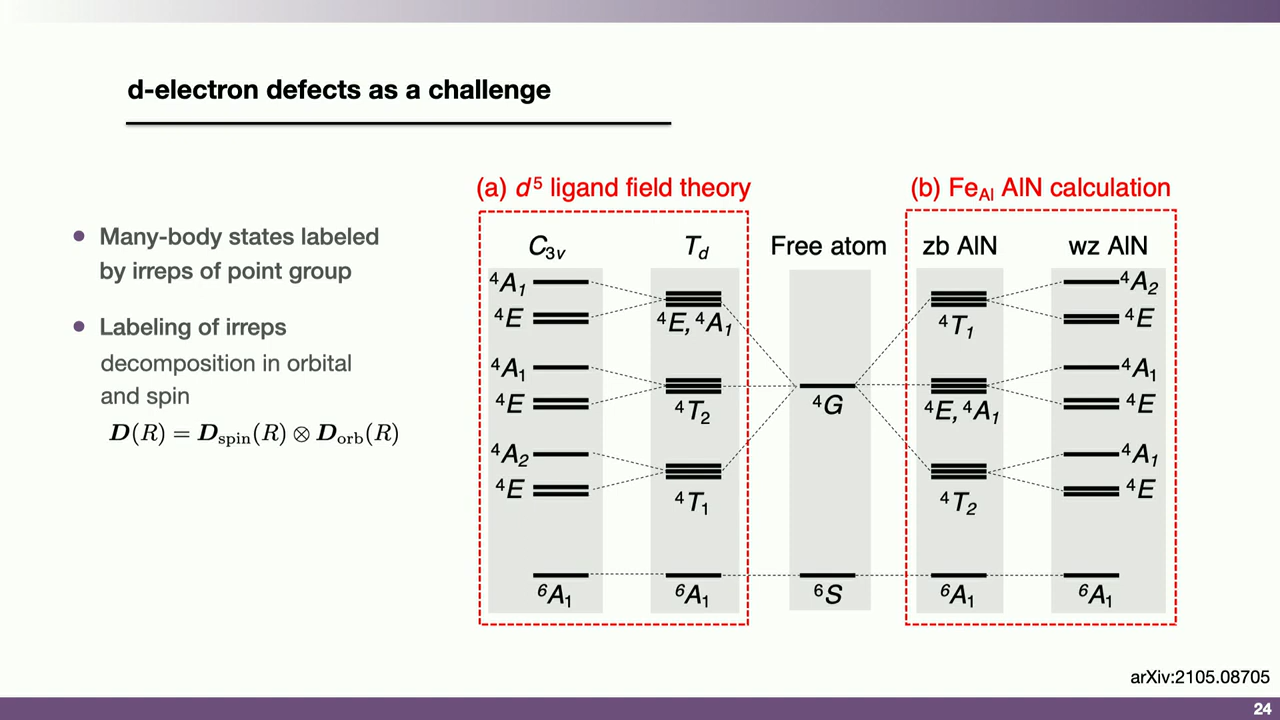 d-electron defects as a challenge
• Many-body states labeled
by irreps of point group
• Labeling of irreps
decomposition in orbital
and spin
D(R) = D_spin(R) ⊗ D_orb(R)
(a) d⁵ ligand field theory
C₃ᵥ
T_d
⁴A₁
⁴E
⁴A₁
⁴E
⁴A₂
⁴E
⁶A₁
⁴E, ⁴A₁
⁴T₂
⁴T₁
⁶A₁
Free atom
⁴G
⁶S
(b) Fe_Al AlN calculation
zb AlN
wz AlN
⁴T₁
⁴E, ⁴A₁
⁴T₂
⁶A₁
⁴A₂
⁴E
⁴A₁
⁴E
⁴A₁
⁴E
⁶A₁
arXiv:2105.08705
24